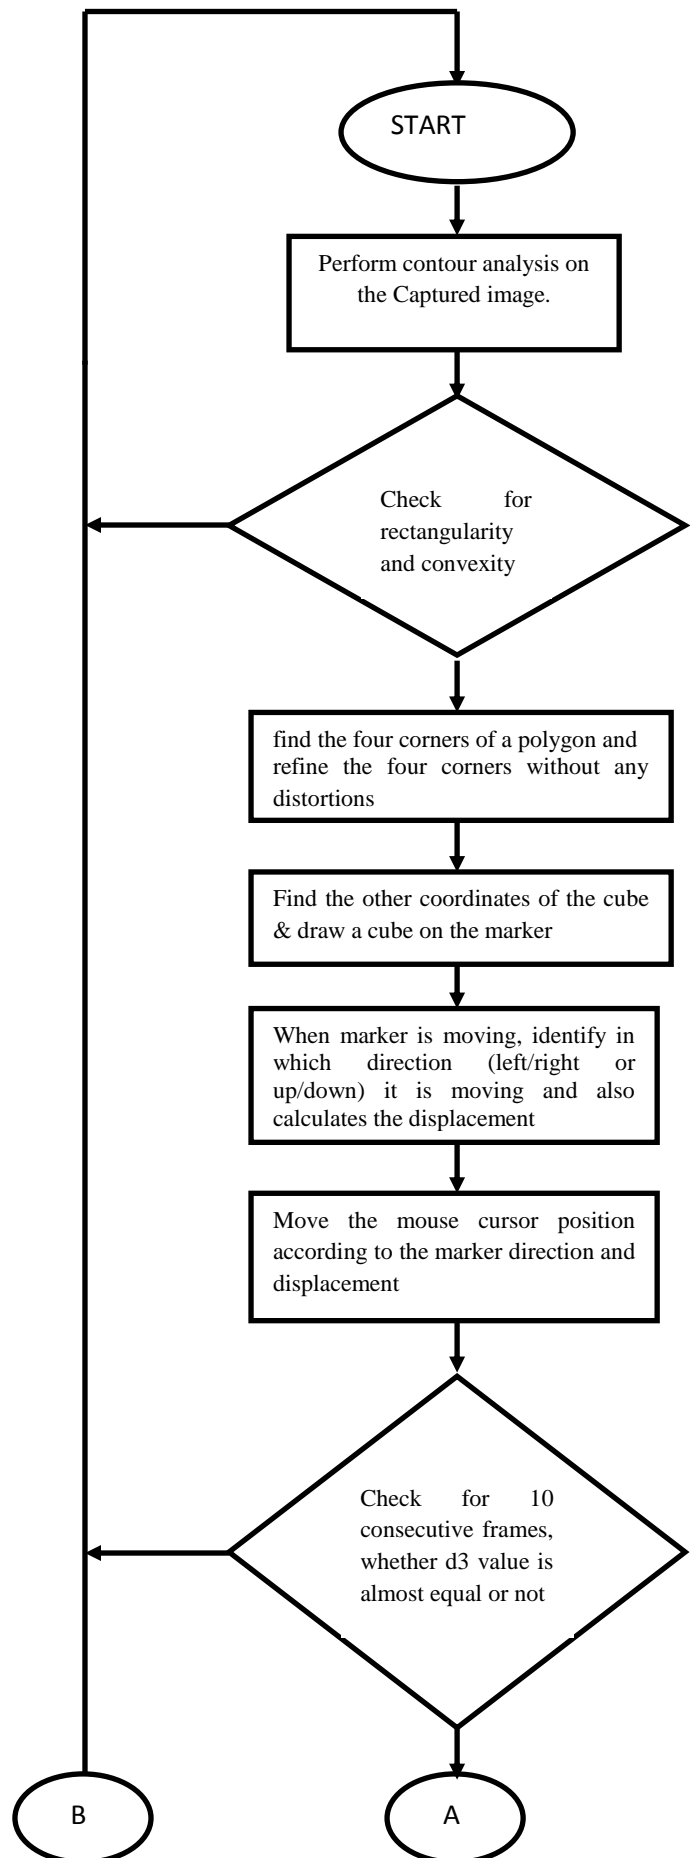 START
Perform contour analysis on
the Captured image.
Check for
rectangularity
and convexity
find the four corners of a polygon and
refine the four corners without any
distortions
Find the other coordinates of the cube
& draw a cube on the marker
When marker is moving, identify in
which direction (left/right or
up/down) it is moving and also
calculates the displacement
Move the mouse cursor position
according to the marker direction and
displacement
Check for 10
consecutive frames,
whether d3 value is
almost equal or not
B
A